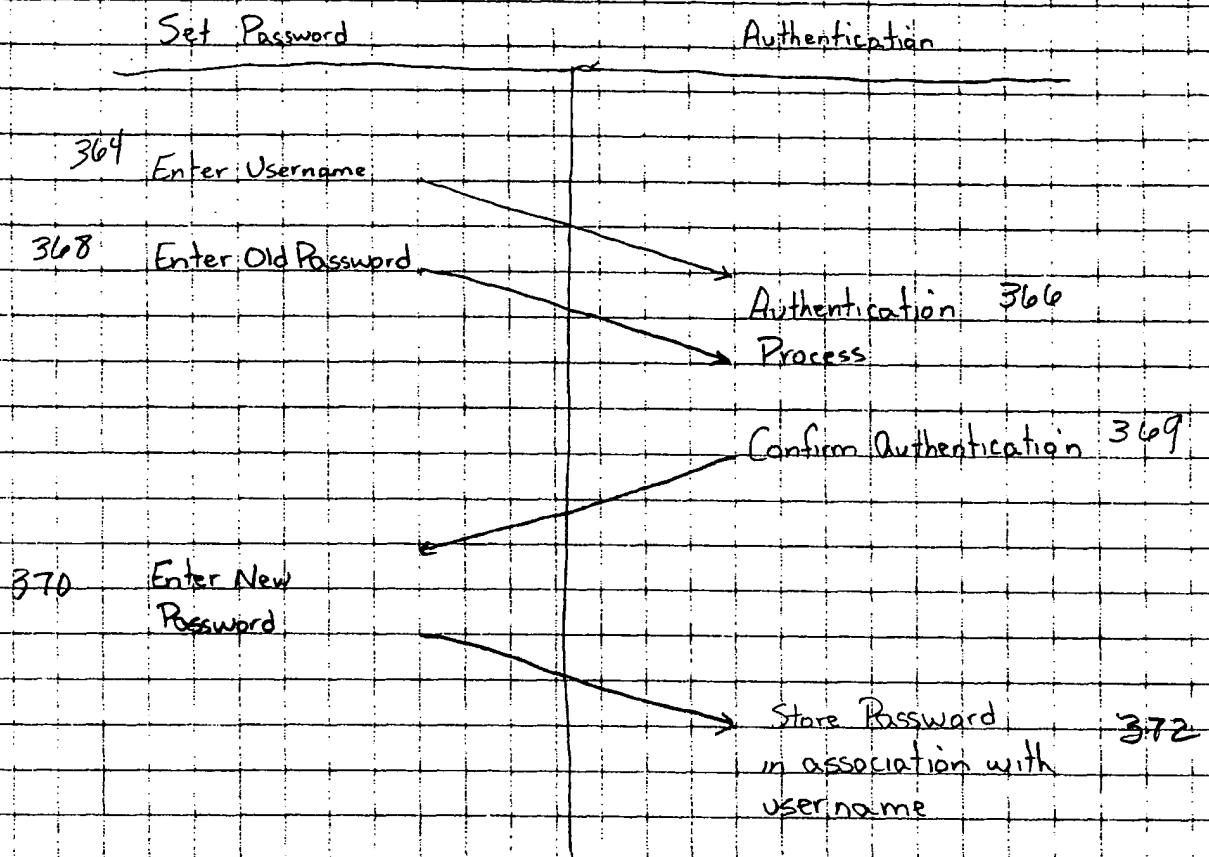 Set Password Authentication
364 Enter Username
368 Enter Old Password
Authentication 366
Process
Confirm Authentication 369
370 Enter New
Password
Store Password 372
in association with
username